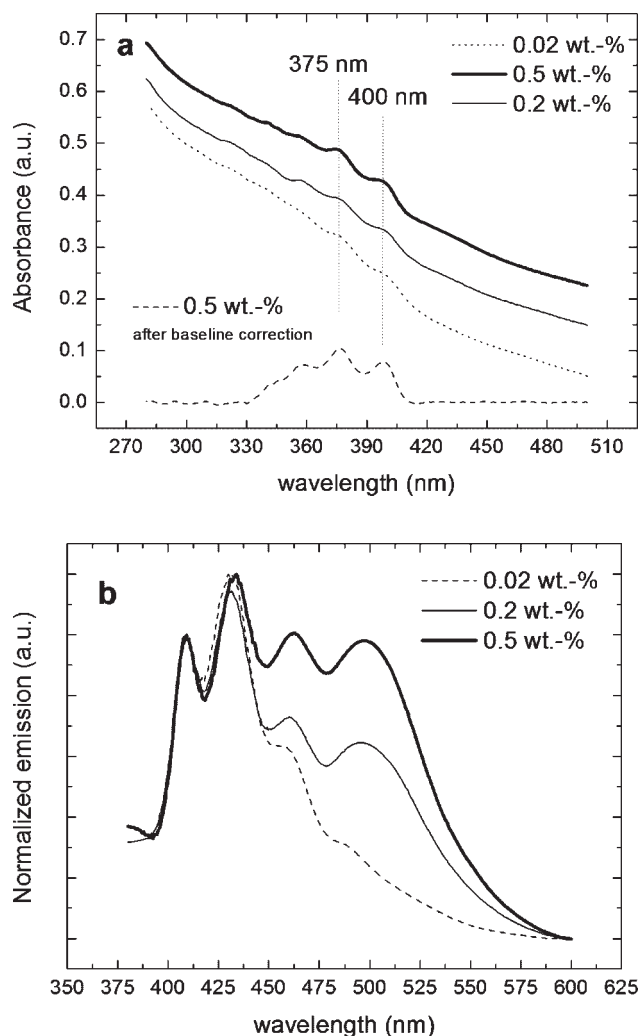 a
0.02 wt.-%
0.5 wt.-%
0.2 wt.-%
375 nm
400 nm
0.5 wt.-%
after baseline correction
Absorbance (a.u.)
0.7
0.6
0.5
0.4
0.3
0.2
0.1
0.0
270 300 330 360 390 420 450 480 510
wavelength (nm)
b
0.02 wt.-%
0.2 wt.-%
0.5 wt.-%
Normalized emission (a.u.)
350 375 400 425 450 475 500 525 550 575 600 625
wavelength (nm)